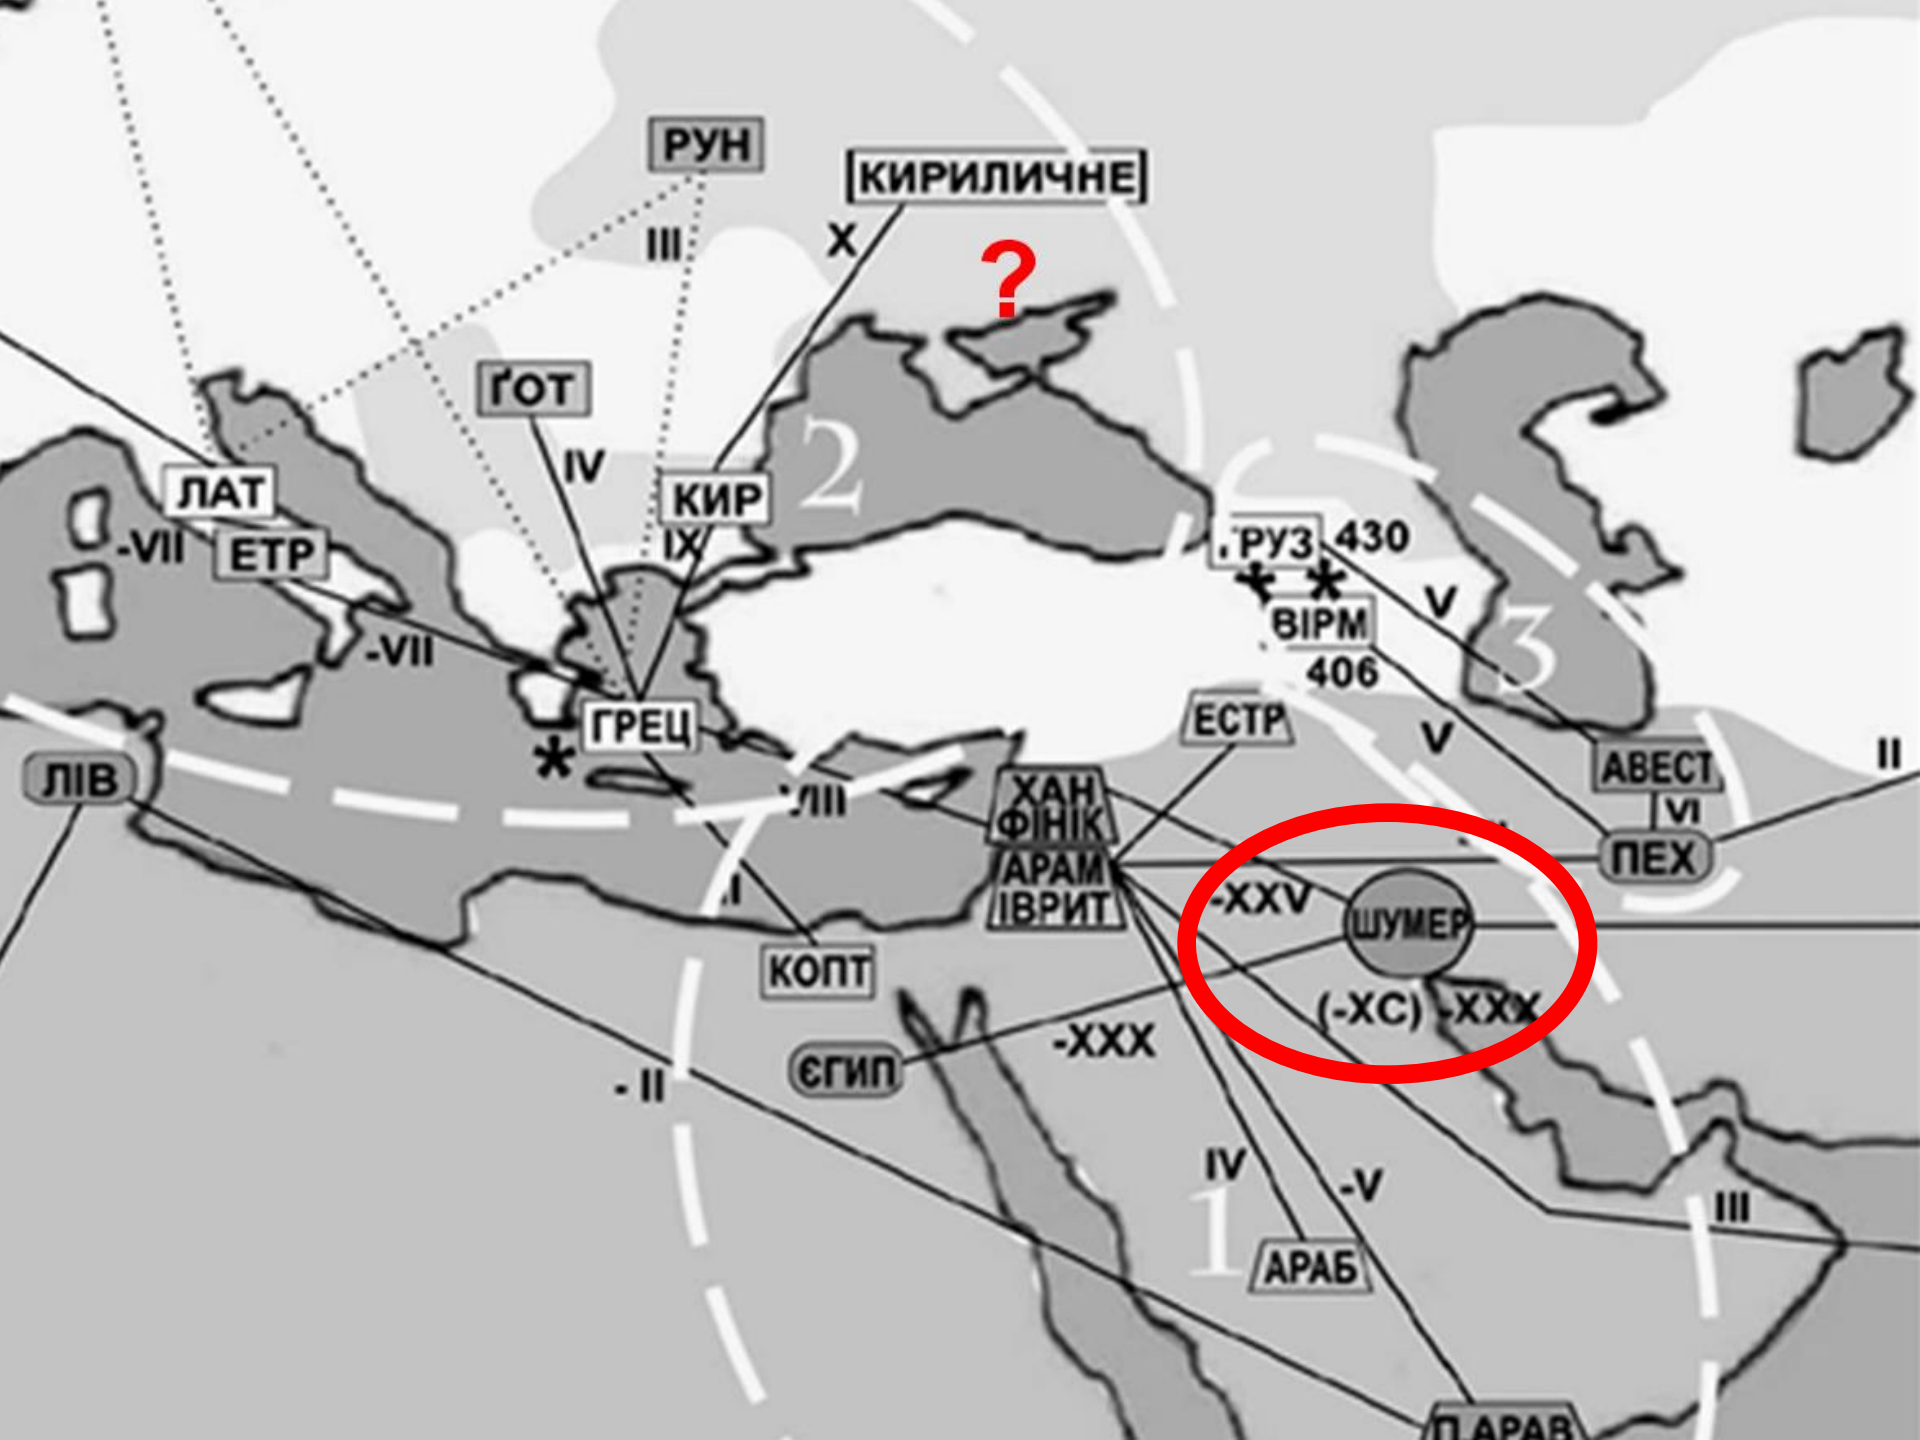 РУН
[КИРИЛИЧНЕ]
III
X
?
ҐОТ
IV
2
ЛАТ
КИР
-VII
ЕТР
IX
ГРУЗ
430
V
ВІРМ
3
-VII
406
ГРЕЦ
ЕСТР
V
*
ЛІВ
АВЕСТ
II
ХАН
ФІНІК
VIII
VI
АРАМ
ІВРИТ
ПЕХ
-XXV
ШУМЕР
КОПТ
(-XC)
-XXX
-XXX
ЄГИП
- II
IV
-V
1
III
АРАБ
П.АРАВ